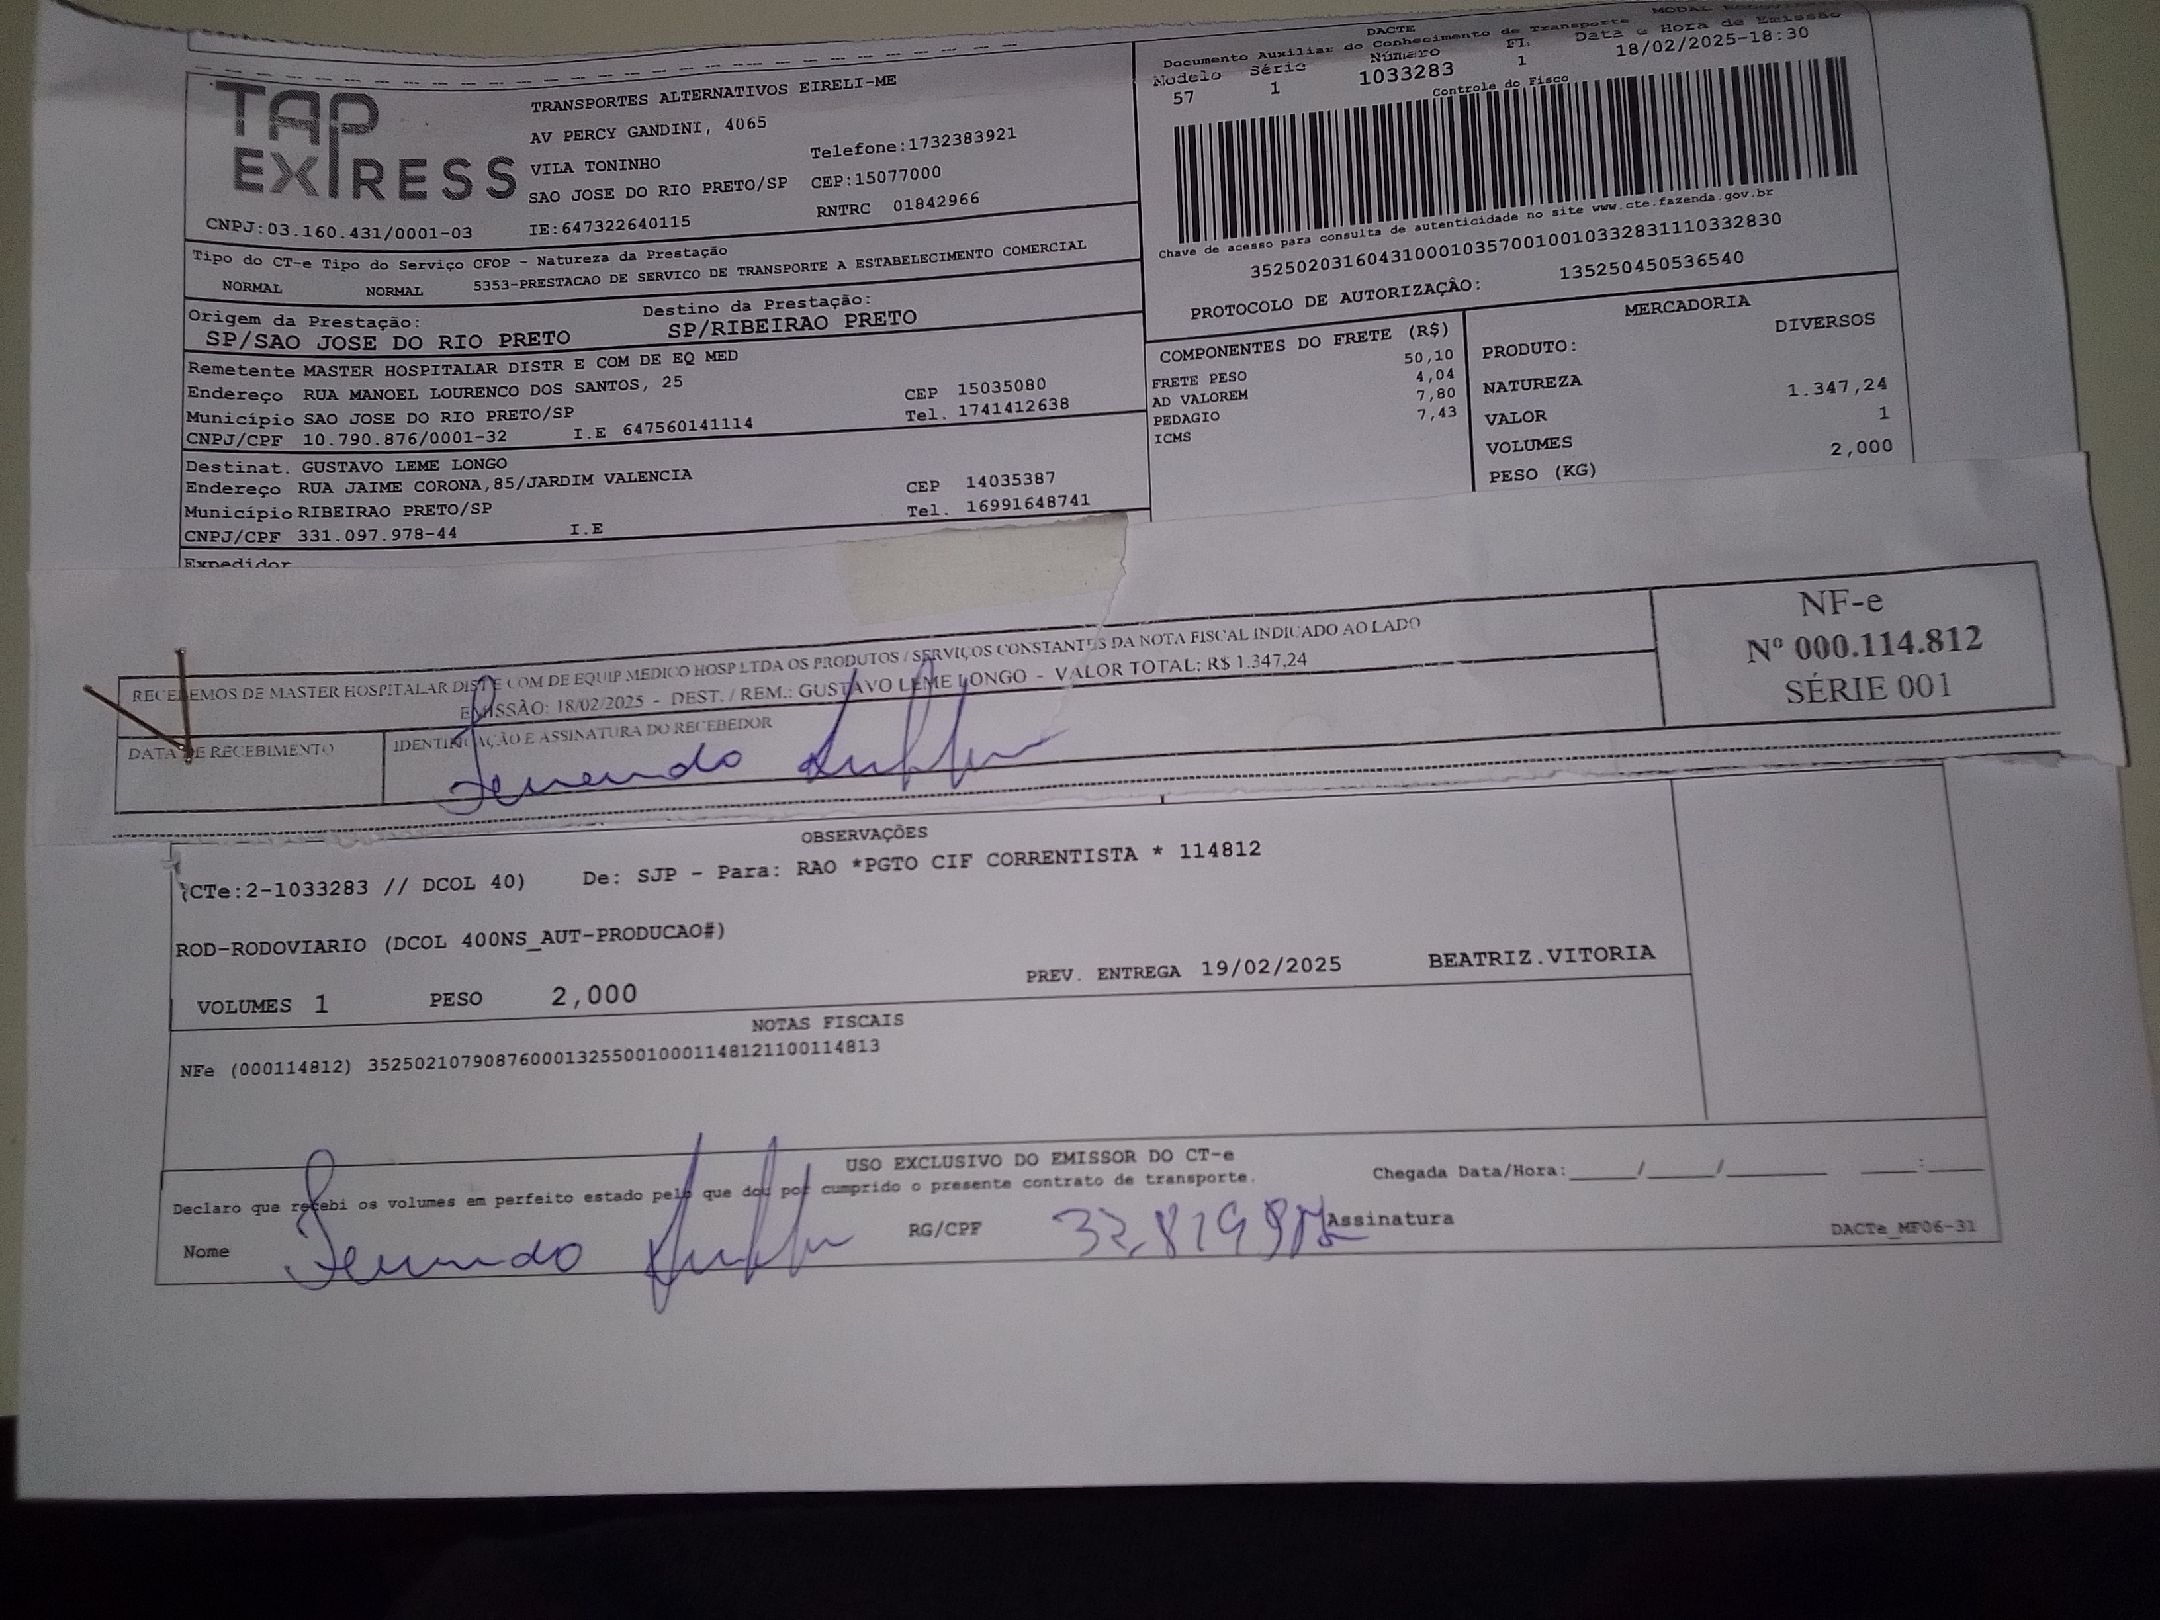 TAP
EXPRESS
TRANSPORTES ALTERNATIVOS EIRELI-ME
AV PERCY GANDINI, 4065
VILA TONINHO Telefone:1732383921
SAO JOSE DO RIO PRETO/SP CEP:15077000
CNPJ:03.160.431/0001-03 IE:647322640115 RNTRC 01842966
DACTE
Documento Auxiliar do Conhecimento de Transporte
Modelo Série Número FL Data e Hora de Emissão
57 1 1033283 1 18/02/2025-18:30
Controle do Fisco
Chave de acesso para consulta de autenticidade no site www.cte.fazenda.gov.br
35250203160431000103570010010332831110332830
PROTOCOLO DE AUTORIZAÇÂO: 135250450536540
Tipo do CT-e Tipo do Serviço CFOP - Natureza da Prestação
NORMAL NORMAL 5353-PRESTACAO DE SERVICO DE TRANSPORTE A ESTABELECIMENTO COMERCIAL
Origem da Prestação: Destino da Prestação:
SP/SAO JOSE DO RIO PRETO SP/RIBEIRAO PRETO
Remetente MASTER HOSPITALAR DISTR E COM DE EQ MED
Endereço RUA MANOEL LOURENCO DOS SANTOS, 25 CEP 15035080
Município SAO JOSE DO RIO PRETO/SP Tel. 1741412638
CNPJ/CPF 10.790.876/0001-32 I.E 647560141114
Destinat. GUSTAVO LEME LONGO
Endereço RUA JAIME CORONA,85/JARDIM VALENCIA CEP 14035387
Município RIBEIRAO PRETO/SP Tel. 16991648741
CNPJ/CPF 331.097.978-44 I.E
Expedidor
COMPONENTES DO FRETE (R$)
FRETE PESO 50,10
AD VALOREM 4,04
PEDAGIO 7,80
ICMS 7,43
MERCADORIA
PRODUTO: DIVERSOS
NATUREZA
VALOR 1.347,24
VOLUMES 1
PESO (KG) 2,000
RECEBEMOS DE MASTER HOSPITALAR DIST E COM DE EQUIP MEDICO HOSP LTDA OS PRODUTOS / SERVIÇOS CONSTANTES DA NOTA FISCAL INDICADO AO LADO
EMISSÃO: 18/02/2025 - DEST. / REM.: GUSTAVO LEME LONGO - VALOR TOTAL: R$ 1.347,24
DATA DE RECEBIMENTO IDENTIFICAÇÃO E ASSINATURA DO RECEBEDOR
NF-e
Nº 000.114.812
SÉRIE 001
OBSERVAÇÕES
(CTe:2-1033283 // DCOL 40) De: SJP - Para: RAO *PGTO CIF CORRENTISTA * 114812
ROD-RODOVIARIO (DCOL 400NS_AUT-PRODUCAO#)
PREV. ENTREGA 19/02/2025 BEATRIZ.VITORIA
VOLUMES 1 PESO 2,000
NOTAS FISCAIS
NFe (000114812) 35250210790876000132550010001148121100114813
USO EXCLUSIVO DO EMISSOR DO CT-e
Declaro que recebi os volumes em perfeito estado pelo que dou por cumprido o presente contrato de transporte. Chegada Data/Hora:_____/_____/_______ ____:____
Nome RG/CPF Assinatura
DACTe_MF06-31